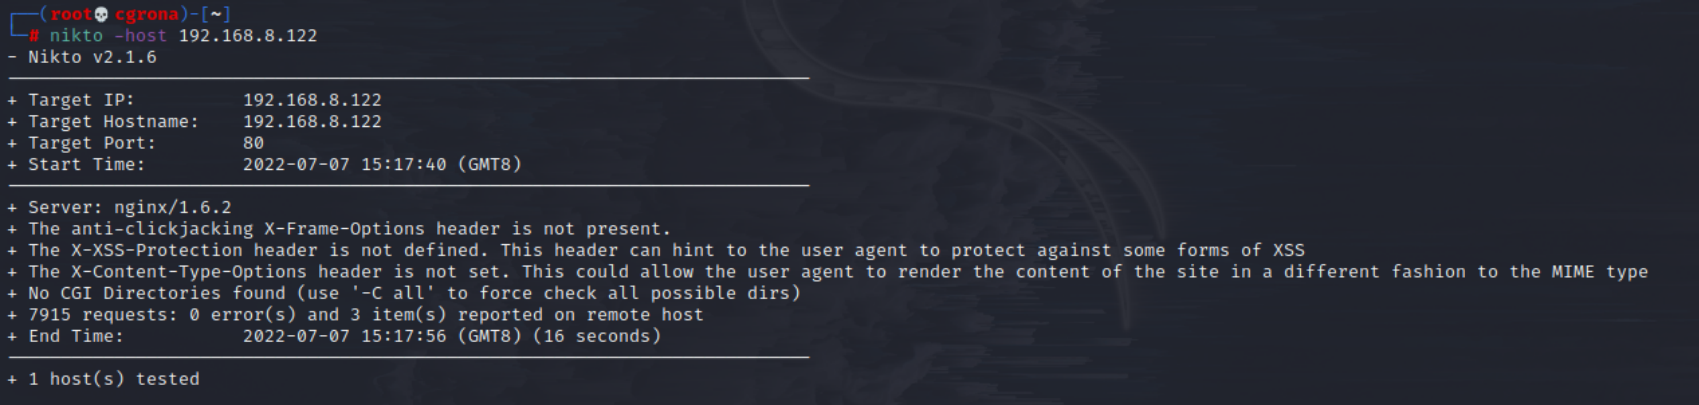 ┌──(root💀cgrona)-[~]
└─# nikto -host 192.168.8.122
- Nikto v2.1.6
---------------------------------------------------------------------------
+ Target IP:          192.168.8.122
+ Target Hostname:    192.168.8.122
+ Target Port:        80
+ Start Time:         2022-07-07 15:17:40 (GMT8)
---------------------------------------------------------------------------
+ Server: nginx/1.6.2
+ The anti-clickjacking X-Frame-Options header is not present.
+ The X-XSS-Protection header is not defined. This header can hint to the user agent to protect against some forms of XSS
+ The X-Content-Type-Options header is not set. This could allow the user agent to render the content of the site in a different fashion to the MIME type
+ No CGI Directories found (use '-C all' to force check all possible dirs)
+ 7915 requests: 0 error(s) and 3 item(s) reported on remote host
+ End Time:           2022-07-07 15:17:56 (GMT8) (16 seconds)
---------------------------------------------------------------------------
+ 1 host(s) tested